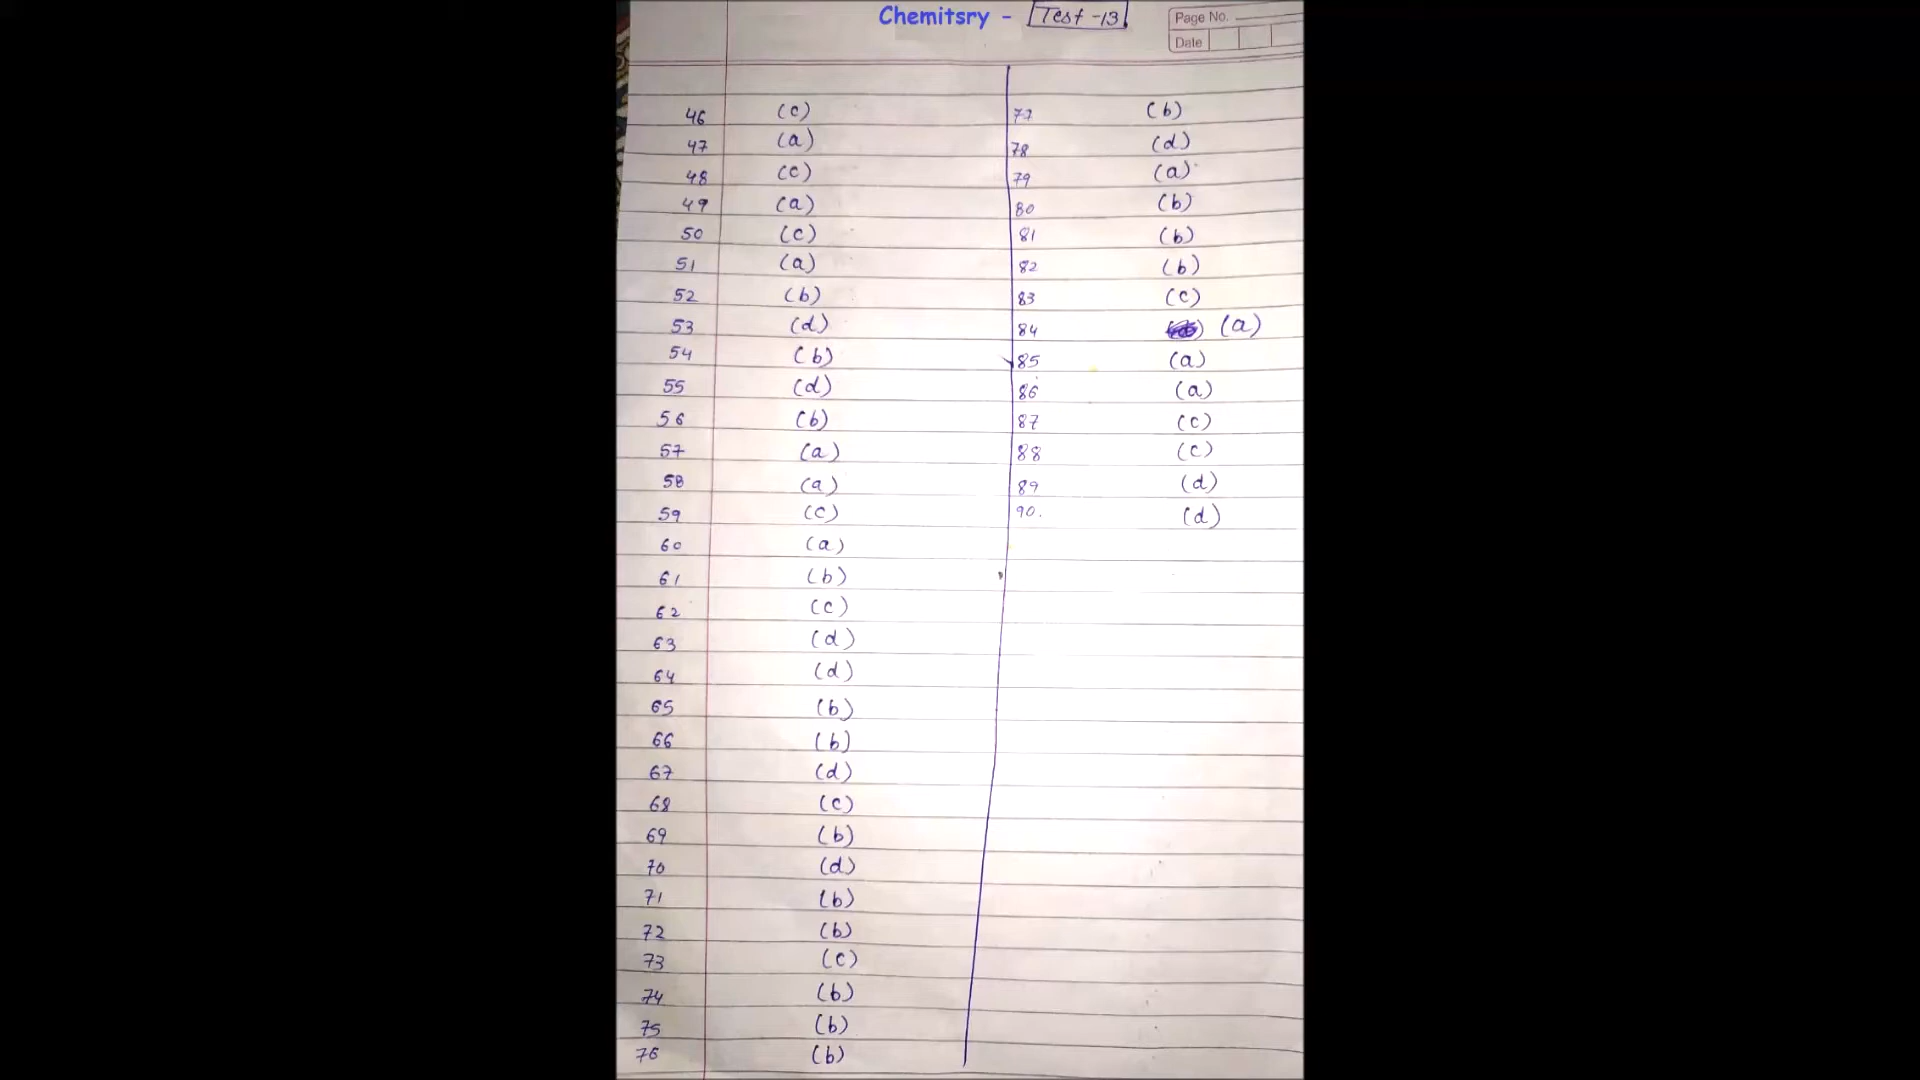 Chemitsry - Test -13
Page No.
Date
46 (c)
47 (a)
48 (c)
49 (a)
50 (c)
51 (a)
52 (b)
53 (d)
54 (b)
55 (d)
56 (b)
57 (a)
58 (a)
59 (c)
60 (a)
61 (b)
62 (c)
63 (d)
64 (d)
65 (b)
66 (b)
67 (d)
68 (c)
69 (b)
70 (d)
71 (b)
72 (b)
73 (c)
74 (b)
75 (b)
76 (b)
77 (b)
78 (d)
79 (a)
80 (b)
81 (b)
82 (b)
83 (c)
84 (a)
85 (a)
86 (a)
87 (c)
88 (c)
89 (d)
90. (d)